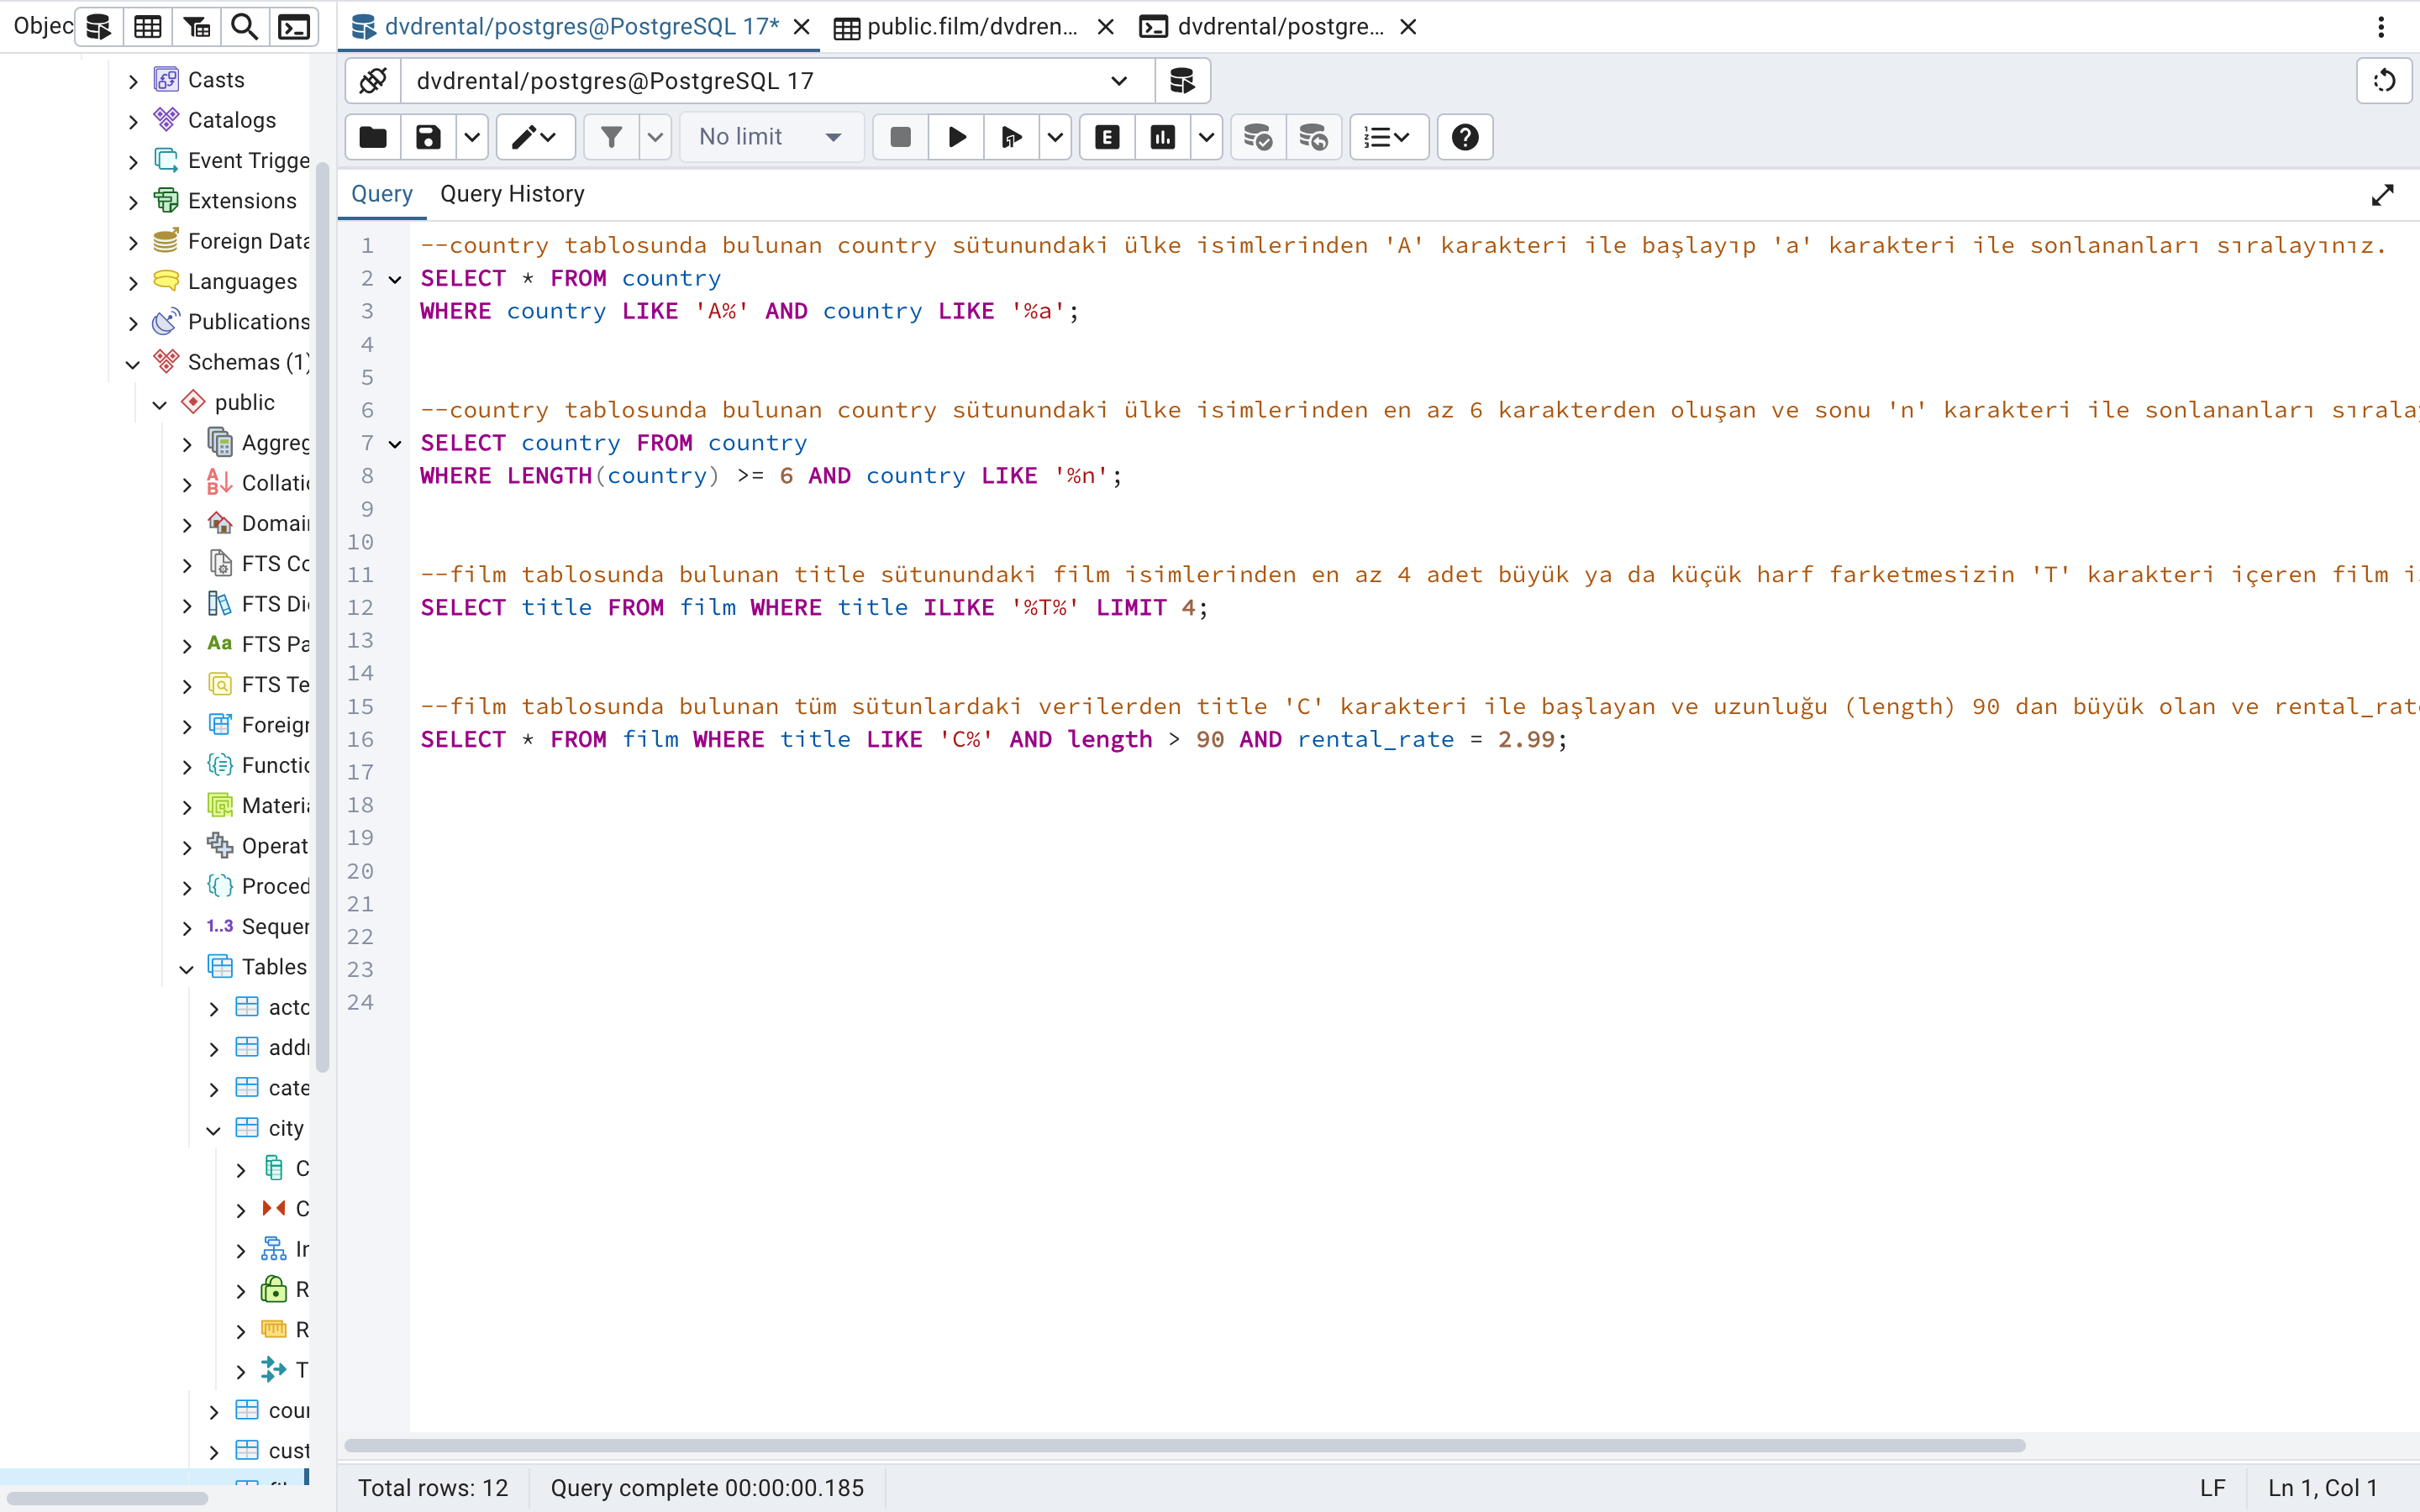 Objec
dvdrental/postgres@PostgreSQL 17*
public.film/dvdren...
dvdrental/postgre...
dvdrental/postgres@PostgreSQL 17
No limit
E
Query
Query History
Casts
Catalogs
Event Trigge
Extensions
Foreign Data
Languages
Publications
Schemas (1)
public
Aggreg
Collatio
Domai
FTS Co
FTS Di
Aa FTS Pa
FTS Te
Foreign
Functio
Materia
Operat
Proced
1..3 Sequen
Tables
acto
addr
cate
city
C
C
In
R
R
T
coun
cust
1 --country tablosunda bulunan country sütunundaki ülke isimlerinden 'A' karakteri ile başlayıp 'a' karakteri ile sonlananları sıralayınız.
2 SELECT * FROM country
3 WHERE country LIKE 'A%' AND country LIKE '%a';
4
5
6 --country tablosunda bulunan country sütunundaki ülke isimlerinden en az 6 karakterden oluşan ve sonu 'n' karakteri ile sonlananları sırala
7 SELECT country FROM country
8 WHERE LENGTH(country) >= 6 AND country LIKE '%n';
9
10
11 --film tablosunda bulunan title sütunundaki film isimlerinden en az 4 adet büyük ya da küçük harf farketmesizin 'T' karakteri içeren film i
12 SELECT title FROM film WHERE title ILIKE '%T%' LIMIT 4;
13
14
15 --film tablosunda bulunan tüm sütunlardaki verilerden title 'C' karakteri ile başlayan ve uzunluğu (length) 90 dan büyük olan ve rental_rat
16 SELECT * FROM film WHERE title LIKE 'C%' AND length > 90 AND rental_rate = 2.99;
17
18
19
20
21
22
23
24
Total rows: 12
Query complete 00:00:00.185
LF
Ln 1, Col 1